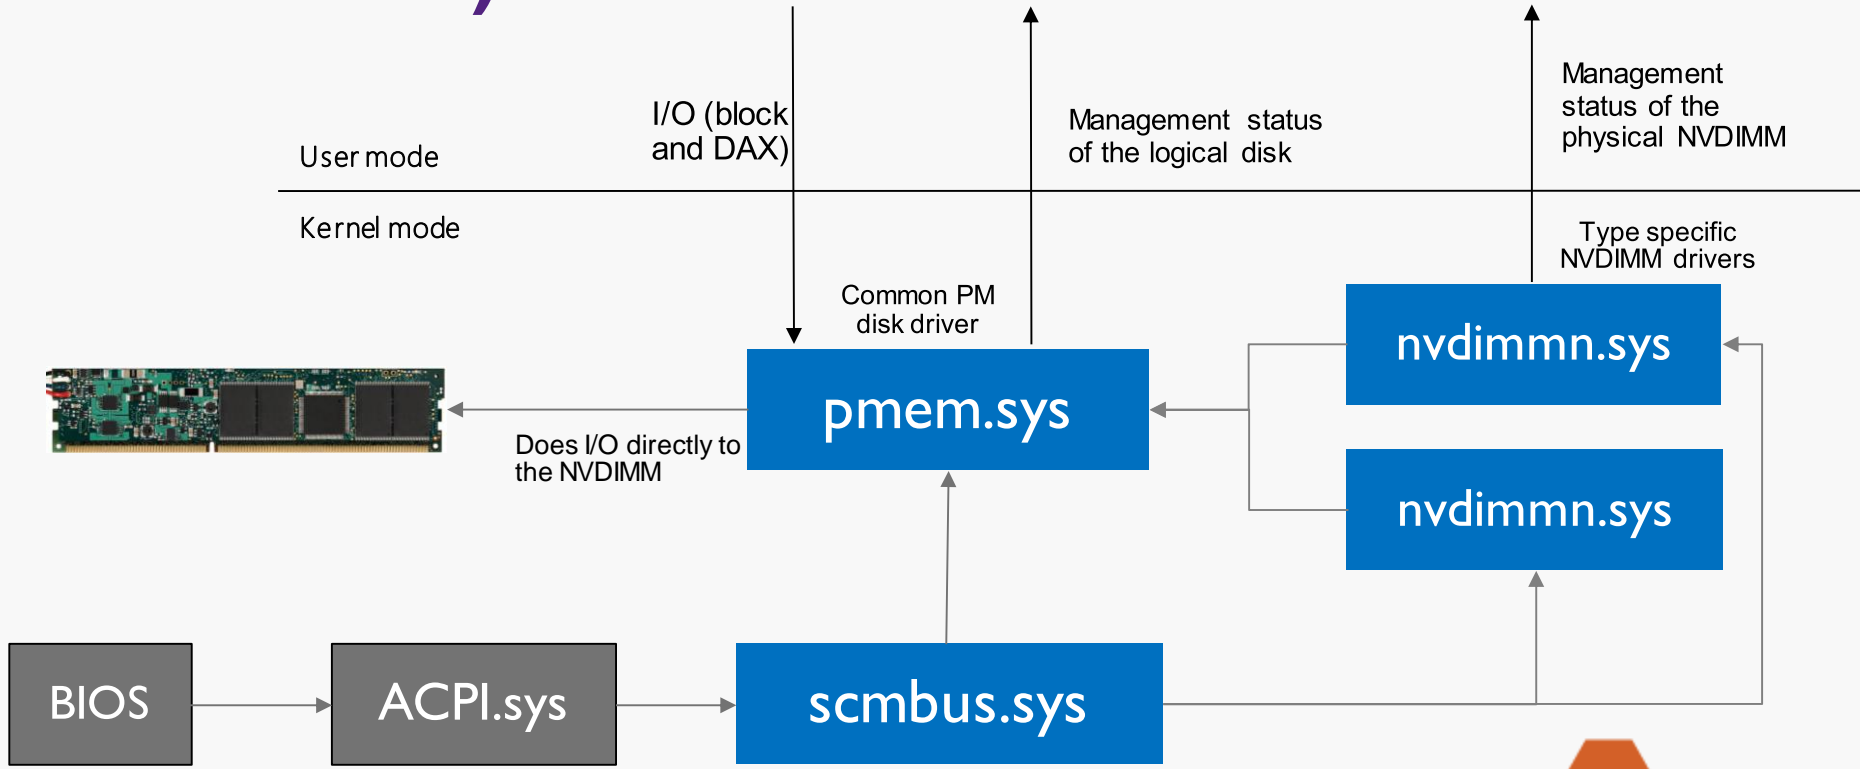 I/O (block
and DAX)
Management status
of the logical disk
Management
status of the
physical NVDIMM
User mode
Kernel mode
Type specific
NVDIMM drivers
Common PM
disk driver
nvdimmn.sys
pmem.sys
Does I/O directly to
the NVDIMM
nvdimmn.sys
BIOS
ACPI.sys
scmbus.sys